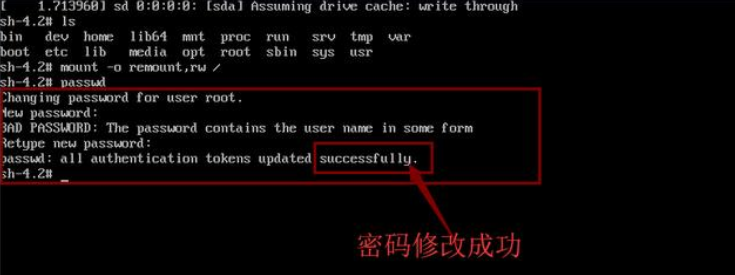 [    1.713960] sd 0:0:0:0: [sda] Assuming drive cache: write through
sh-4.2# ls
bin  dev  home  lib64  mnt  proc  run   srv  tmp  var
boot  etc  lib  media  opt  root  sbin  sys  usr
sh-4.2# mount -o remount,rw /
sh-4.2# passwd
Changing password for user root.
New password:
BAD PASSWORD: The password contains the user name in some form
Retype new password:
passwd: all authentication tokens updated successfully.
sh-4.2# _
密码修改成功